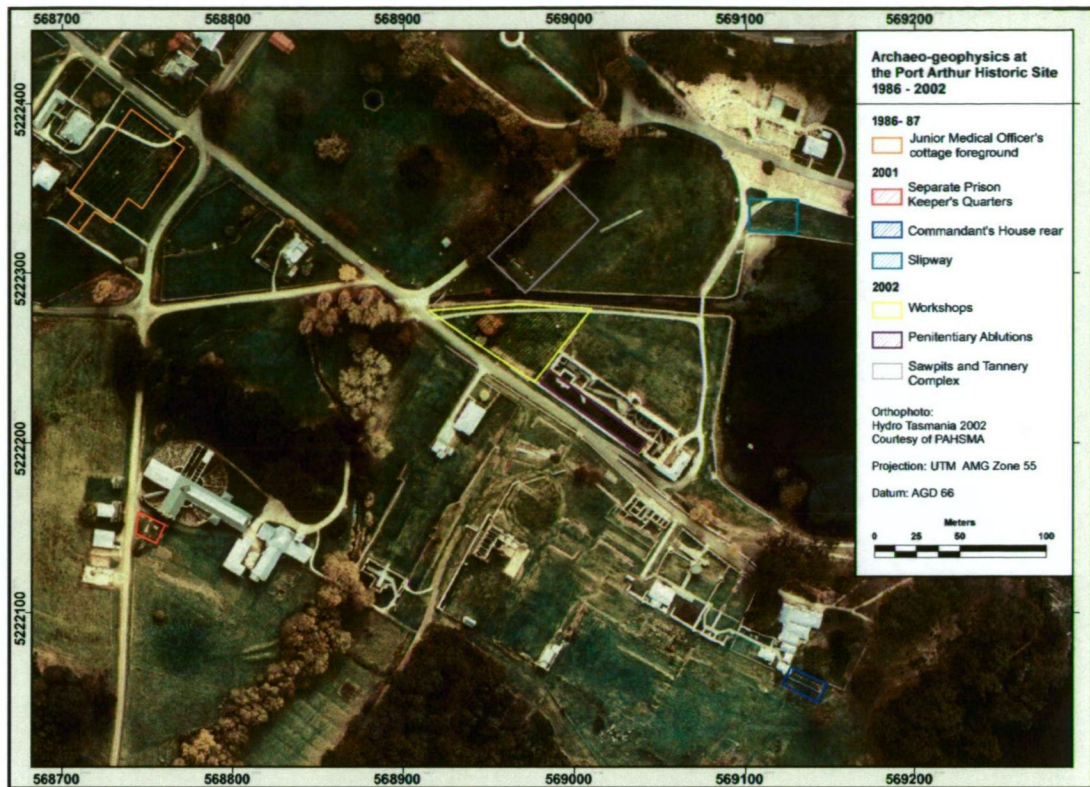 568700 568800 568900 569000 569100 569200
5222400
5222300
5222200
5222100
Archaeo-geophysics at
the Port Arthur Historic Site
1986 - 2002
1986- 87
Junior Medical Officer's
cottage foreground
2001
Separate Prison
Keeper's Quarters
Commandant's House rear
Slipway
2002
Workshops
Penitentiary Ablutions
Sawpits and Tannery
Complex
Orthophoto:
Hydro Tasmania 2002
Courtesy of PAHSMA
Projection: UTM AMG Zone 55
Datum: AGD 66
Meters
0 25 50 100
568700 568800 568900 569000 569100 569200